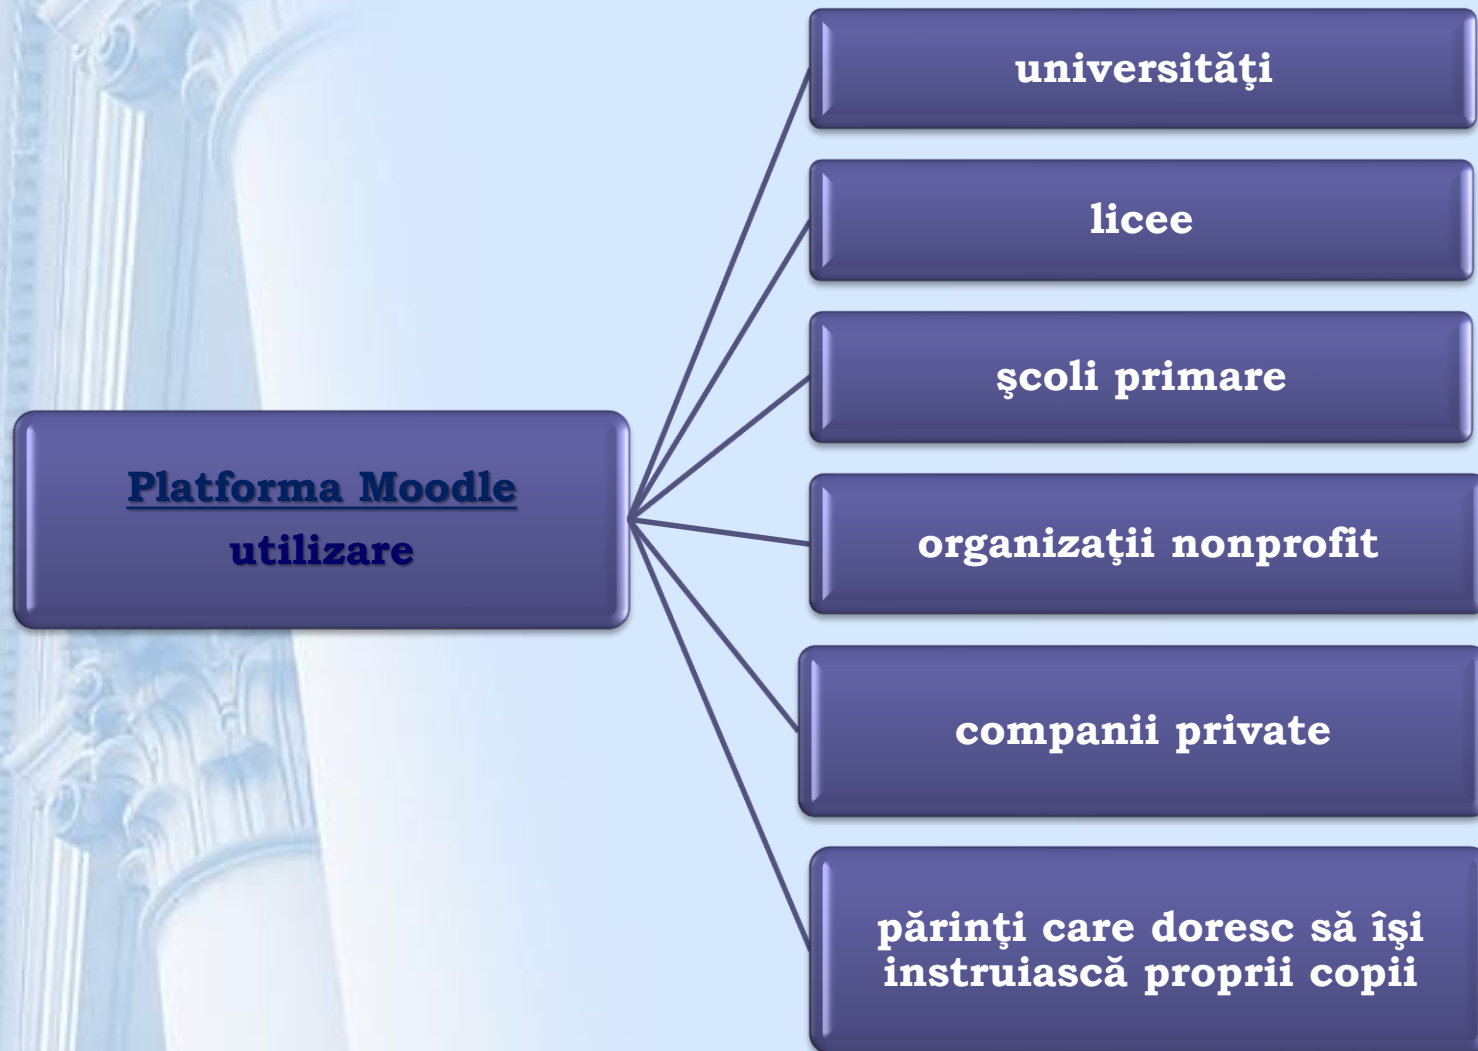 Platforma Moodle
utilizare
universităţi
licee
şcoli primare
organizaţii nonprofit
companii private
părinţi care doresc să îşi
instruiască proprii copii